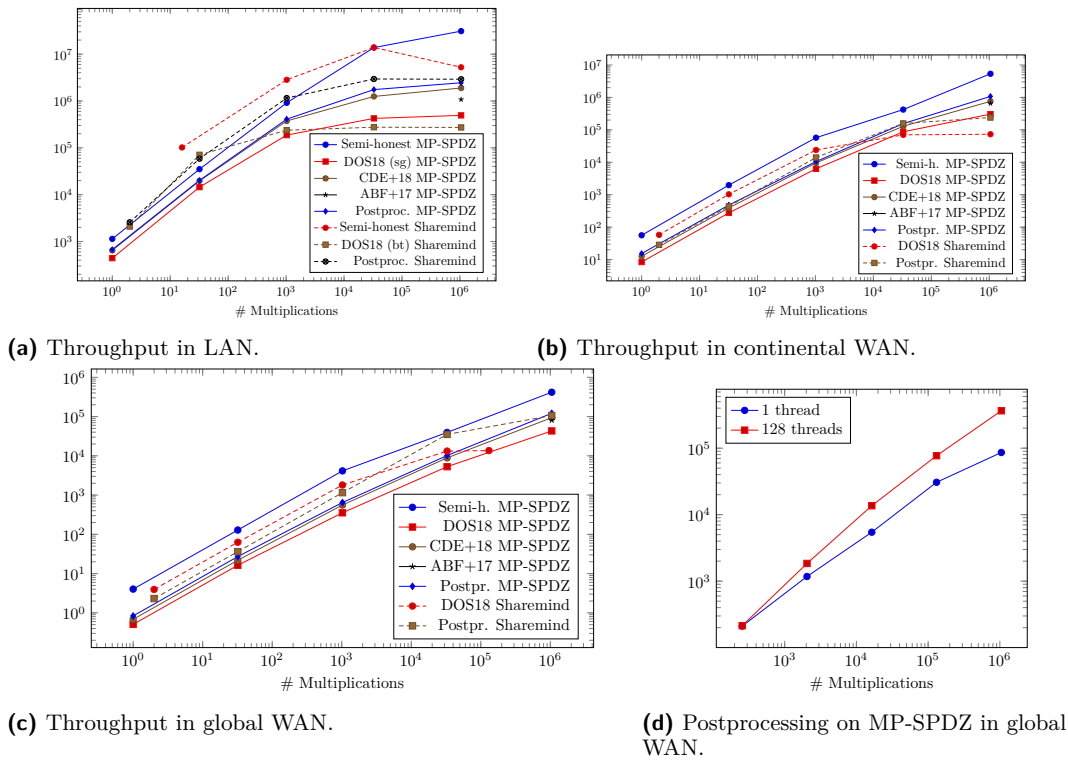 10^7
10^6
10^5
10^4
10^3
10^0 10^1 10^2 10^3 10^4 10^5 10^6
# Multiplications
Semi-honest MP-SPDZ
DOS18 (sg) MP-SPDZ
CDE+18 MP-SPDZ
ABF+17 MP-SPDZ
Postproc. MP-SPDZ
Semi-honest Sharemind
DOS18 (bt) Sharemind
Postproc. Sharemind
(a) Throughput in LAN.
10^7
10^6
10^5
10^4
10^3
10^2
10^1
10^0 10^1 10^2 10^3 10^4 10^5 10^6
# Multiplications
Semi-h. MP-SPDZ
DOS18 MP-SPDZ
CDE+18 MP-SPDZ
ABF+17 MP-SPDZ
Postpr. MP-SPDZ
DOS18 Sharemind
Postpr. Sharemind
(b) Throughput in continental WAN.
10^6
10^5
10^4
10^3
10^2
10^1
10^0
10^0 10^1 10^2 10^3 10^4 10^5 10^6
# Multiplications
Semi-h. MP-SPDZ
DOS18 MP-SPDZ
CDE+18 MP-SPDZ
ABF+17 MP-SPDZ
Postpr. MP-SPDZ
DOS18 Sharemind
Postpr. Sharemind
(c) Throughput in global WAN.
1 thread
128 threads
10^5
10^4
10^3
10^3 10^4 10^5 10^6
# Multiplications
(d) Postprocessing on MP-SPDZ in global
WAN.